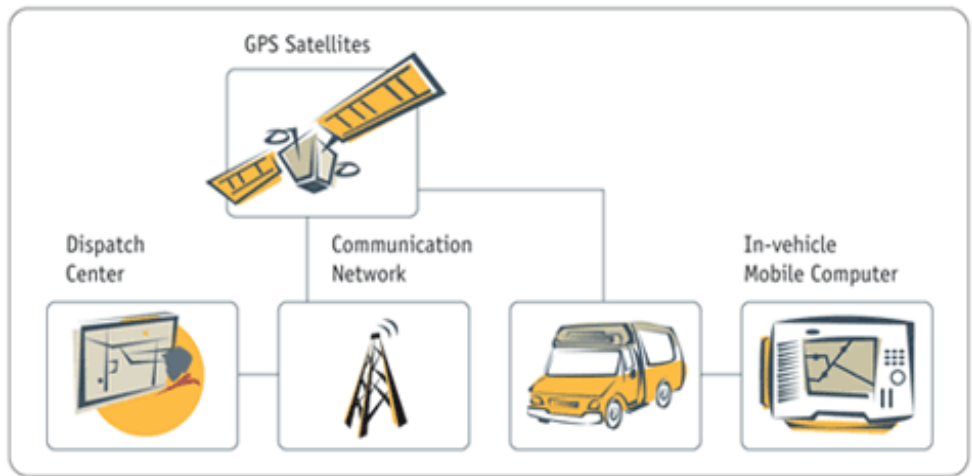 GPS Satellites
Dispatch
Center
Communication
Network
In-vehicle
Mobile Computer